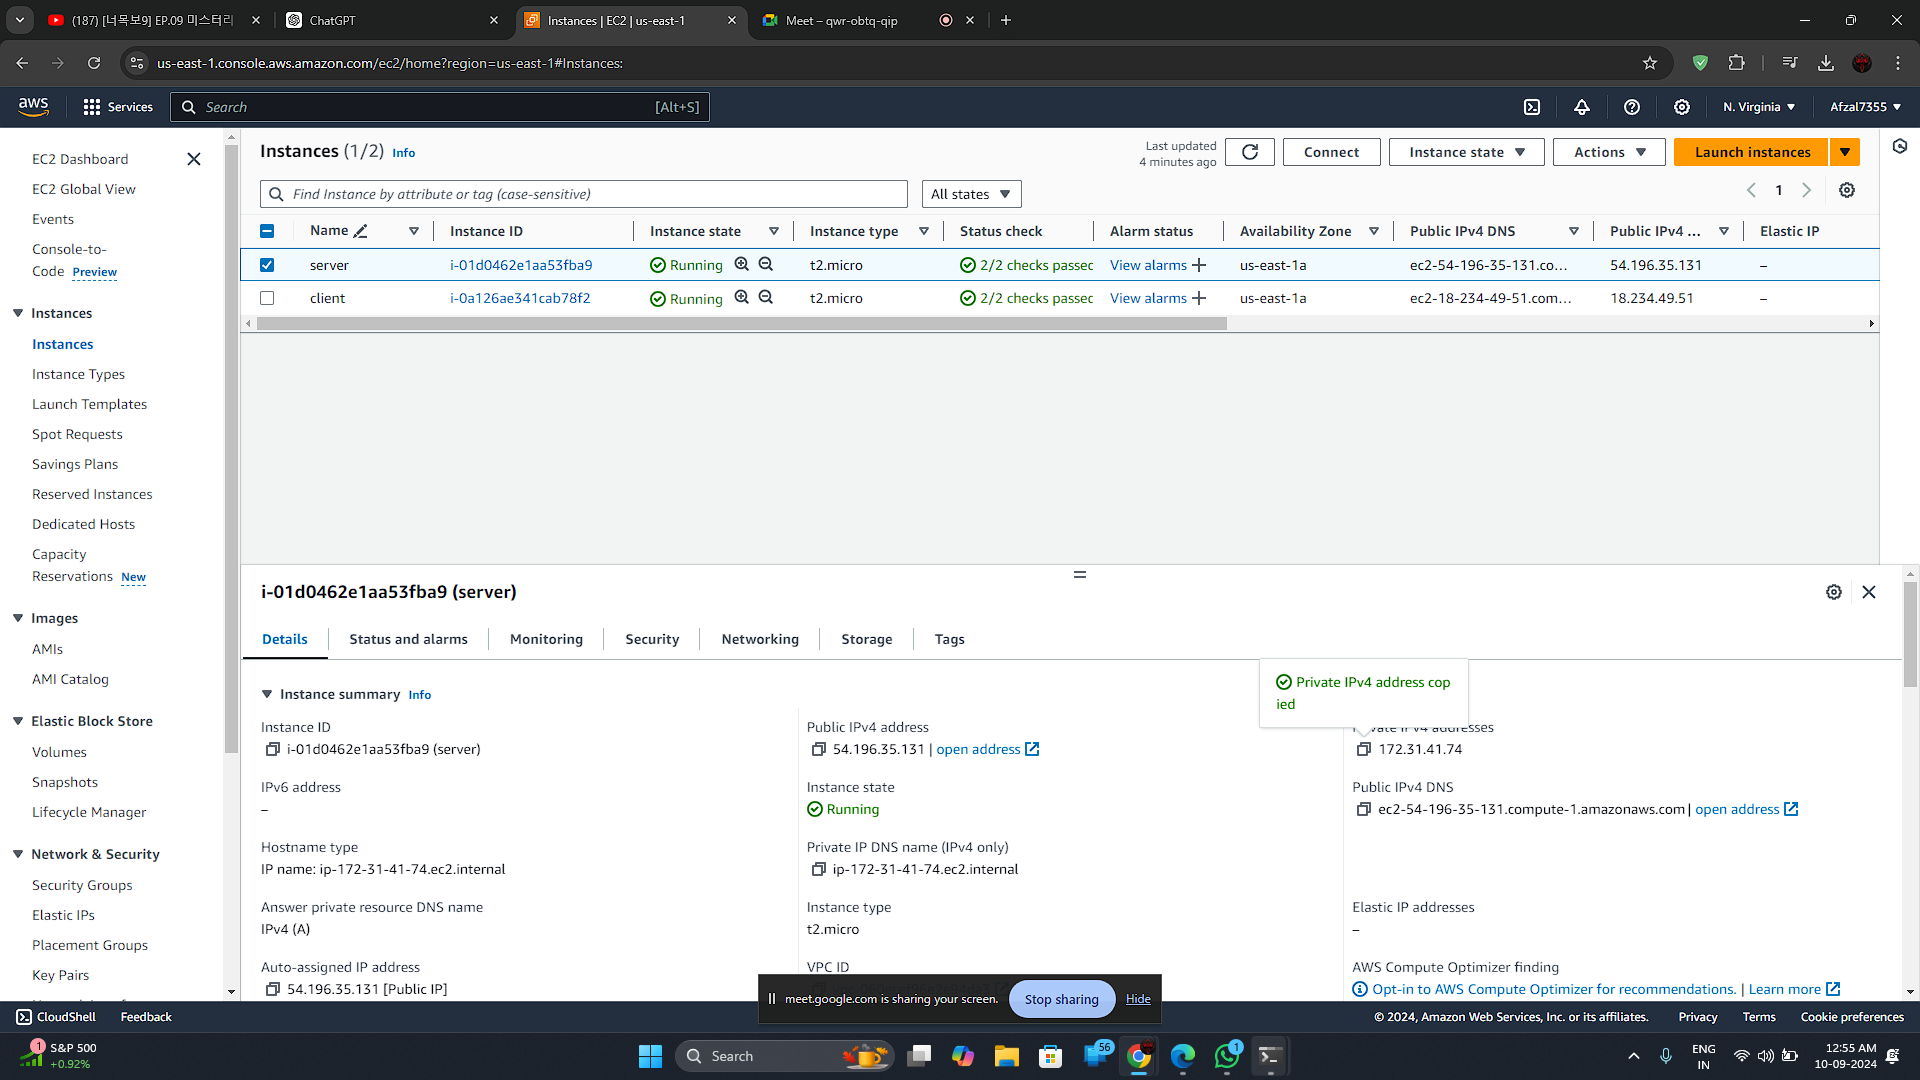 (187) [너목보9] EP.09 미스터리
ChatGPT
Instances | EC2 | us-east-1
Meet – qwr-obtq-qip
us-east-1.console.aws.amazon.com/ec2/home?region=us-east-1#Instances:
aws
Services
Search
[Alt+S]
N. Virginia
Afzal7355
EC2 Dashboard
EC2 Global View
Events
Console-to-
Code Preview
Instances
Instances
Instance Types
Launch Templates
Spot Requests
Savings Plans
Reserved Instances
Dedicated Hosts
Capacity
Reservations New
Images
AMIs
AMI Catalog
Elastic Block Store
Volumes
Snapshots
Lifecycle Manager
Network & Security
Security Groups
Elastic IPs
Placement Groups
Key Pairs
Instances (1/2) Info
Last updated
4 minutes ago
Connect
Instance state
Actions
Launch instances
Find Instance by attribute or tag (case-sensitive)
All states
1
Name Instance ID Instance state Instance type Status check Alarm status Availability Zone Public IPv4 DNS Public IPv4 ... Elastic IP
server i-01d0462e1aa53fba9 Running t2.micro 2/2 checks passec View alarms us-east-1a ec2-54-196-35-131.co... 54.196.35.131 –
client i-0a126ae341cab78f2 Running t2.micro 2/2 checks passec View alarms us-east-1a ec2-18-234-49-51.com... 18.234.49.51 –
i-01d0462e1aa53fba9 (server)
Details Status and alarms Monitoring Security Networking Storage Tags
Private IPv4 address cop
ied
Instance summary Info
Instance ID
i-01d0462e1aa53fba9 (server)
Public IPv4 address
54.196.35.131 | open address
Private IPv4 addresses
172.31.41.74
IPv6 address
–
Instance state
Running
Public IPv4 DNS
ec2-54-196-35-131.compute-1.amazonaws.com | open address
Hostname type
IP name: ip-172-31-41-74.ec2.internal
Private IP DNS name (IPv4 only)
ip-172-31-41-74.ec2.internal
Answer private resource DNS name
IPv4 (A)
Instance type
t2.micro
Elastic IP addresses
–
Auto-assigned IP address
54.196.35.131 [Public IP]
VPC ID
AWS Compute Optimizer finding
Opt-in to AWS Compute Optimizer for recommendations. | Learn more
meet.google.com is sharing your screen.
Stop sharing
Hide
CloudShell
Feedback
© 2024, Amazon Web Services, Inc. or its affiliates.
Privacy
Terms
Cookie preferences
1
S&P 500
+0.92%
Search
56
1
ENG
IN
12:55 AM
10-09-2024